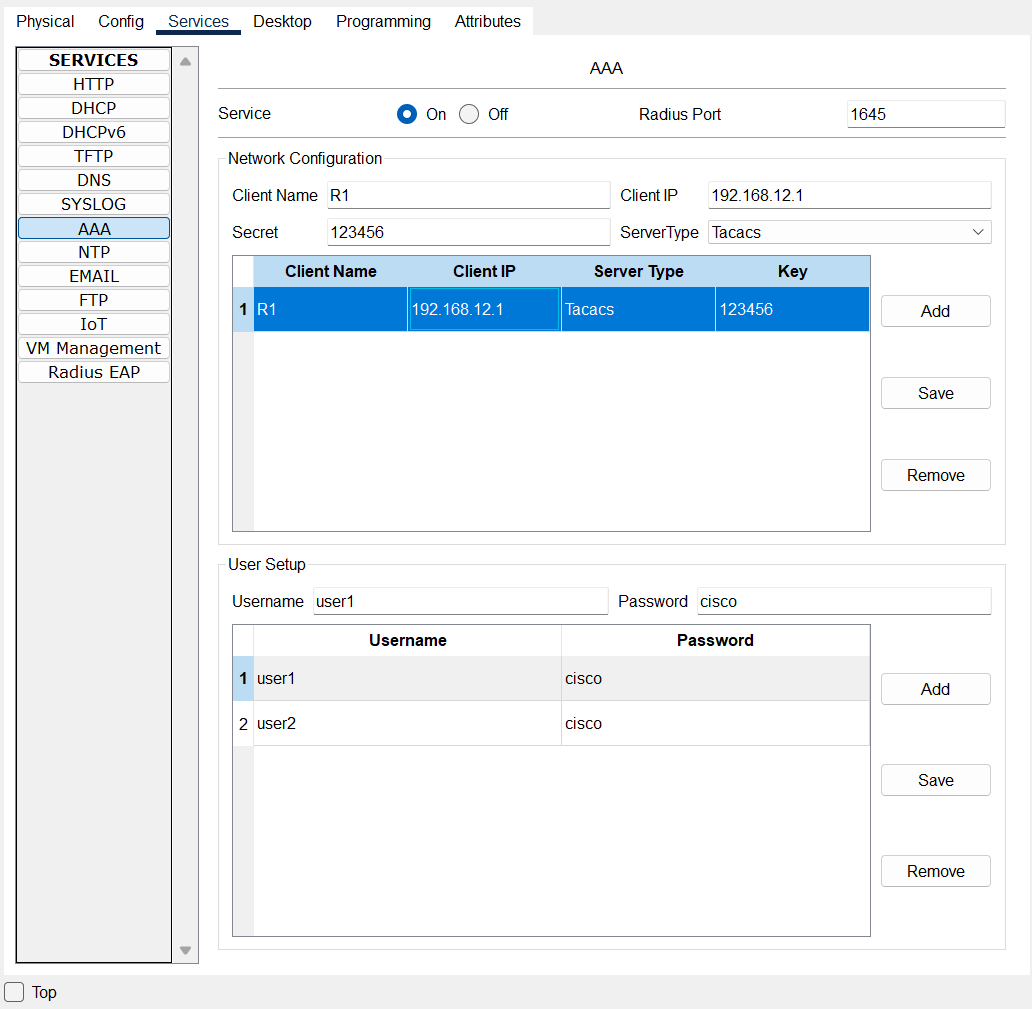 Physical Config Services Desktop Programming Attributes
SERVICES
HTTP
DHCP
DHCPv6
TFTP
DNS
SYSLOG
AAA
NTP
EMAIL
FTP
IoT
VM Management
Radius EAP
AAA
Service On Off Radius Port 1645
Network Configuration
Client Name R1 Client IP 192.168.12.1
Secret 123456 ServerType Tacacs
Client Name Client IP Server Type Key
1 R1 192.168.12.1 Tacacs 123456
Add
Save
Remove
User Setup
Username user1 Password cisco
Username Password
1 user1 cisco
2 user2 cisco
Add
Save
Remove
Top